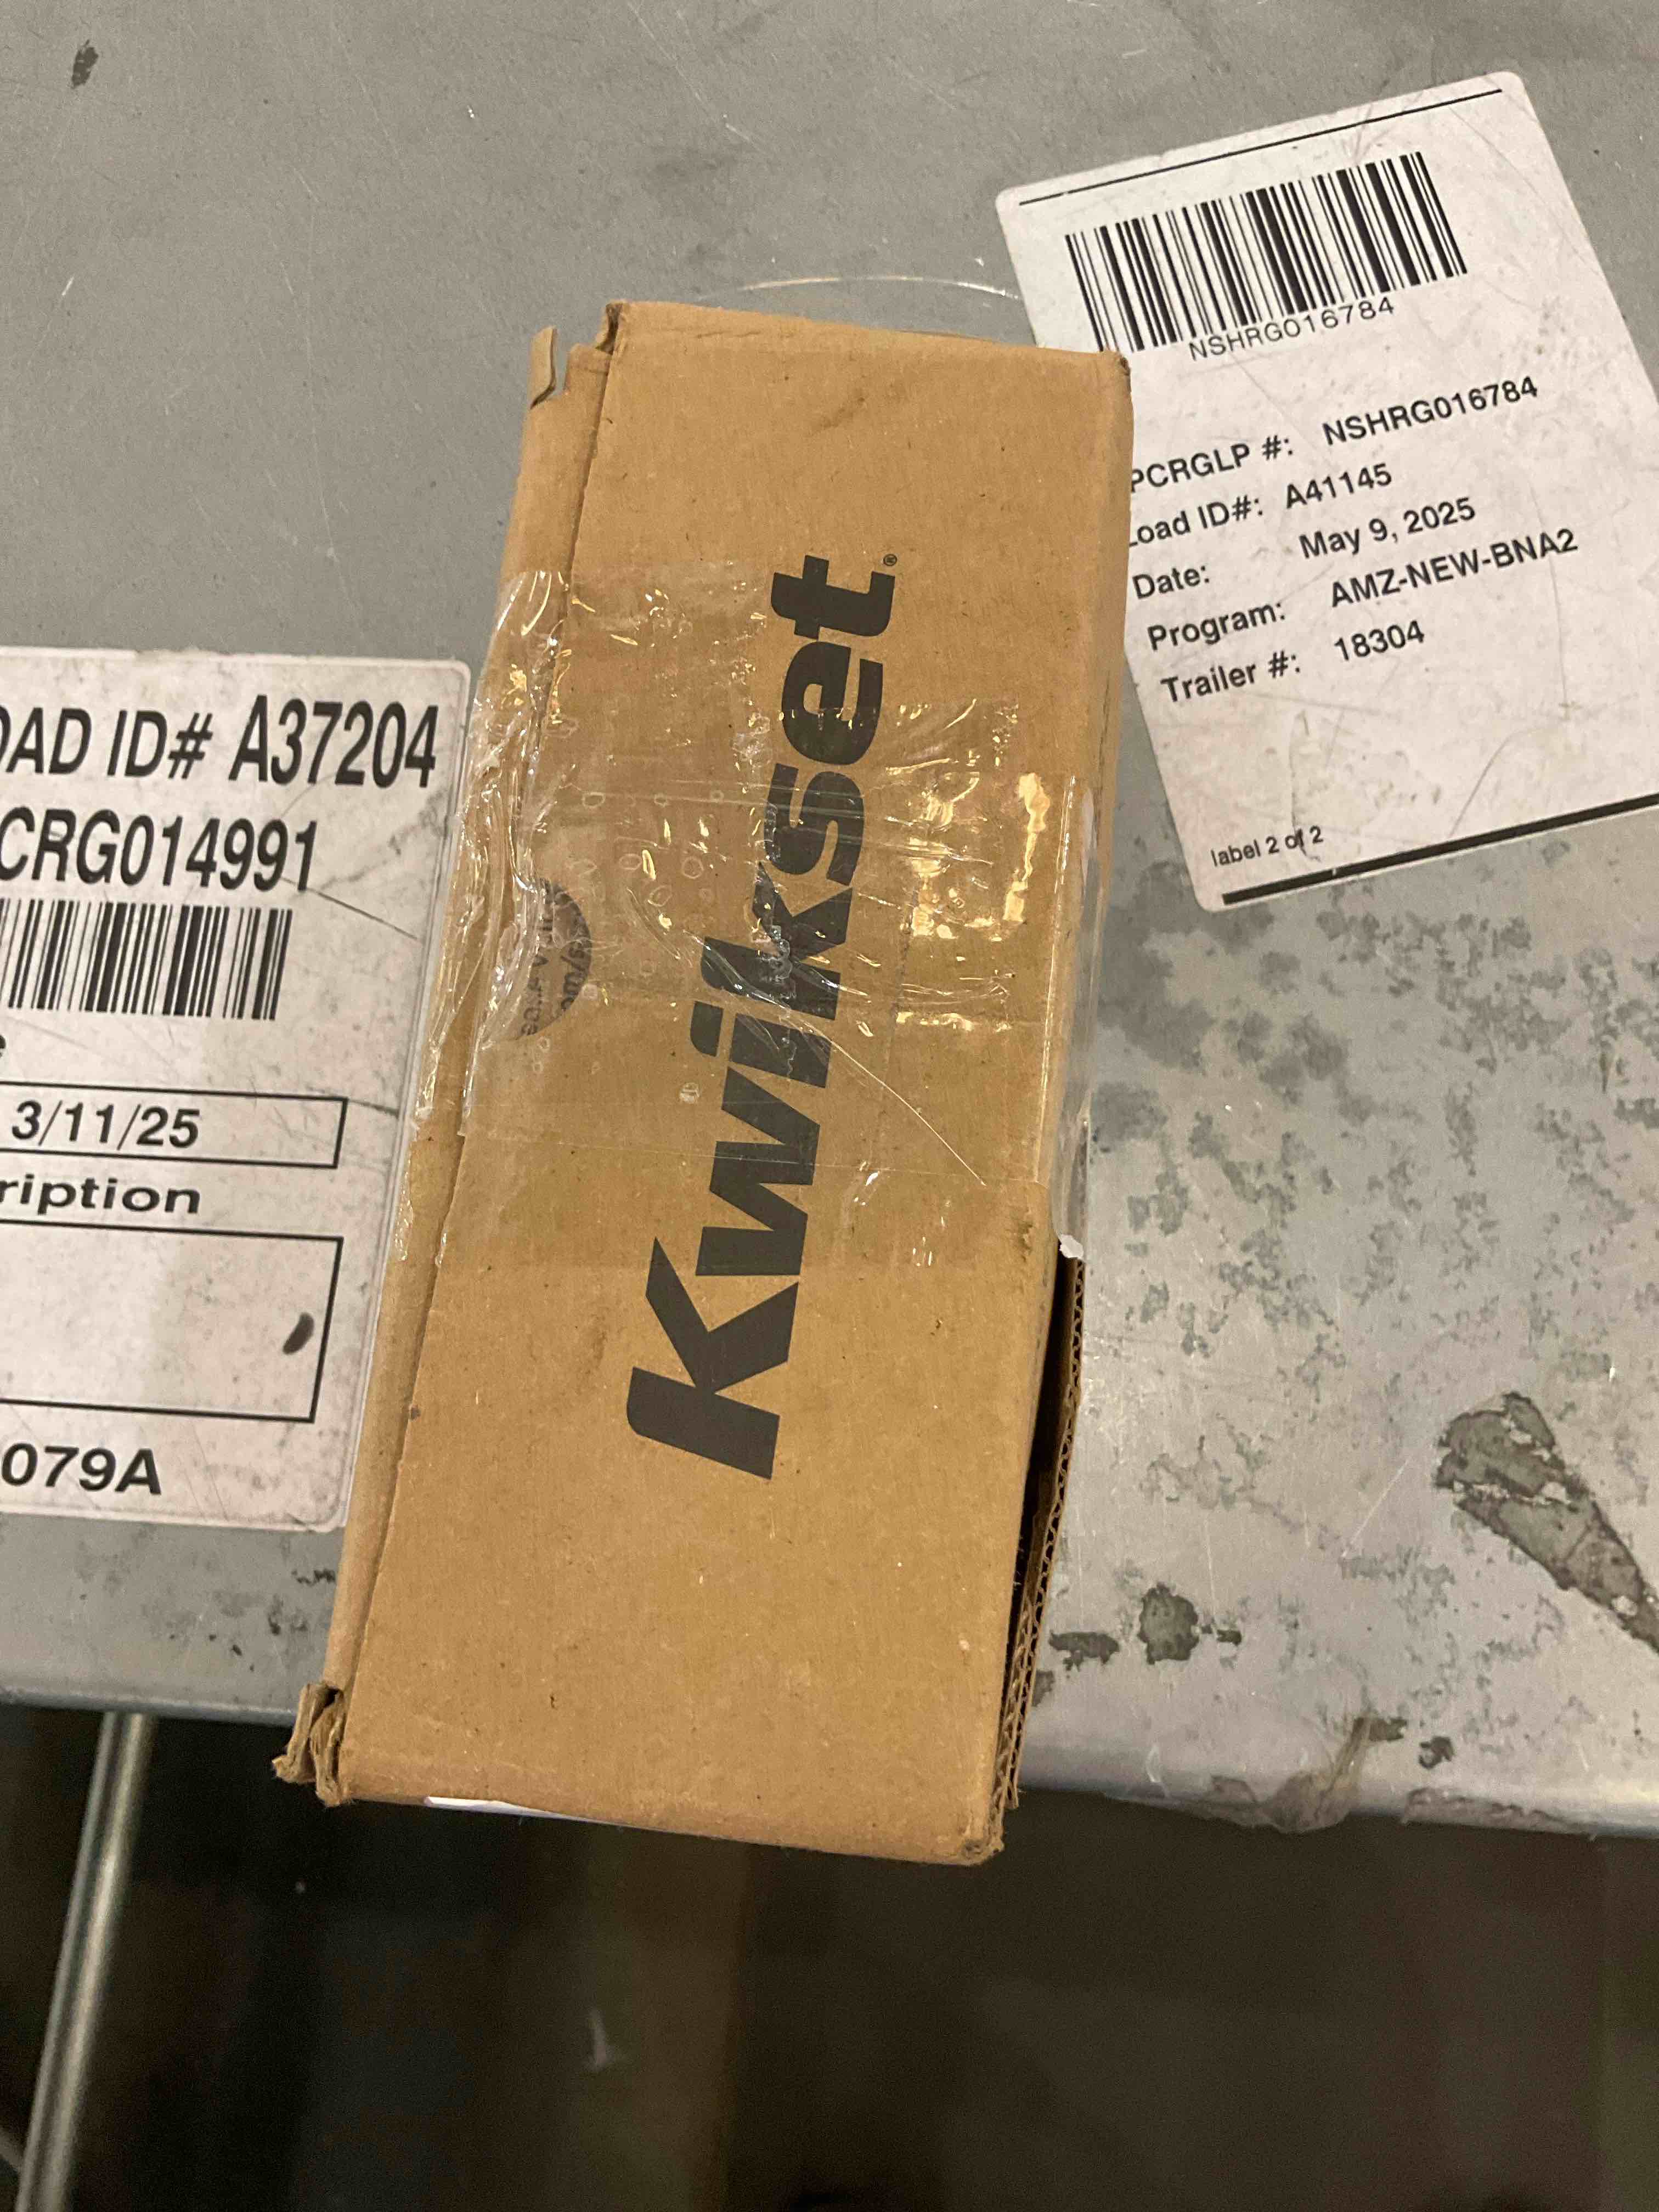 OAD ID# A37204
CRG014991
e
3/11/25
ription
079A
Kwikset®
NSHRG016784
PCRGLP #: NSHRG016784
Load ID#: A41145
Date: May 9, 2025
Program: AMZ-NEW-BNA2
Trailer #: 18304
label 2 of 2